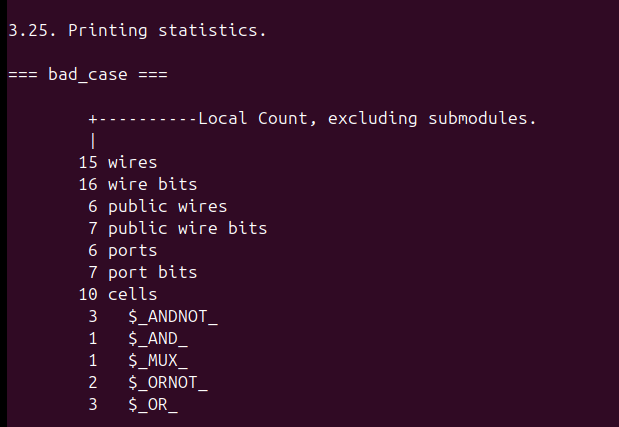 3.25. Printing statistics.
=== bad_case ===
+----------Local Count, excluding submodules.
|
15 wires
16 wire bits
6 public wires
7 public wire bits
6 ports
7 port bits
10 cells
3 $_ANDNOT_
1 $_AND_
1 $_MUX_
2 $_ORNOT_
3 $_OR_